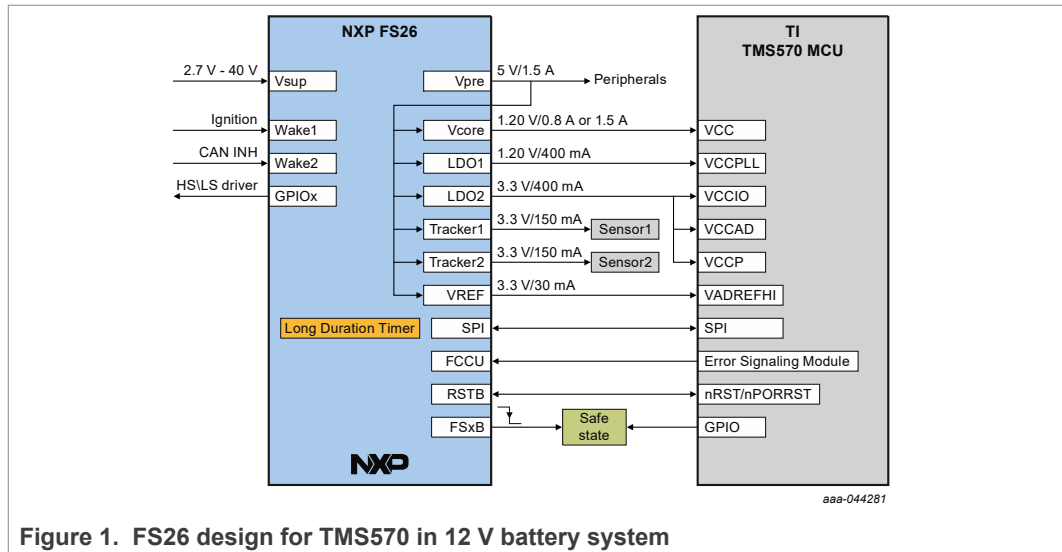 NXP FS26
TI
TMS570 MCU
2.7 V - 40 V
Vsup
Vpre
5 V/1.5 A
Peripherals
Ignition
Wake1
Vcore
1.20 V/0.8 A or 1.5 A
VCC
CAN INH
Wake2
LDO1
1.20 V/400 mA
VCCPLL
HS\LS driver
GPIOx
LDO2
3.3 V/400 mA
VCCIO
Tracker1
3.3 V/150 mA
Sensor1
VCCAD
Tracker2
3.3 V/150 mA
Sensor2
VCCP
VREF
3.3 V/30 mA
VADREFHI
Long Duration Timer
SPI
SPI
FCCU
Error Signaling Module
RSTB
nRST/nPORRST
FSxB
Safe
state
GPIO
NXP
aaa-044281
Figure 1. FS26 design for TMS570 in 12 V battery system